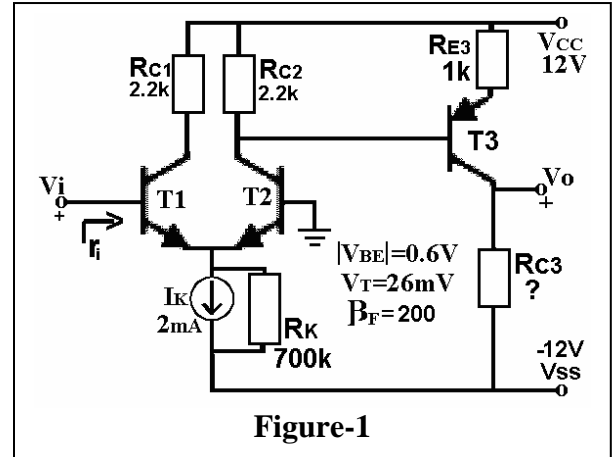 RC1
2.2k
RC2
2.2k
RE3
1k
VCC
12V
T3
Vi
+
T1
T2
Vo
+
ri
|VBE|=0.6V
VT=26mV
βF=200
RC3
?
IK
2mA
RK
700k
-12V
VSS
Figure-1